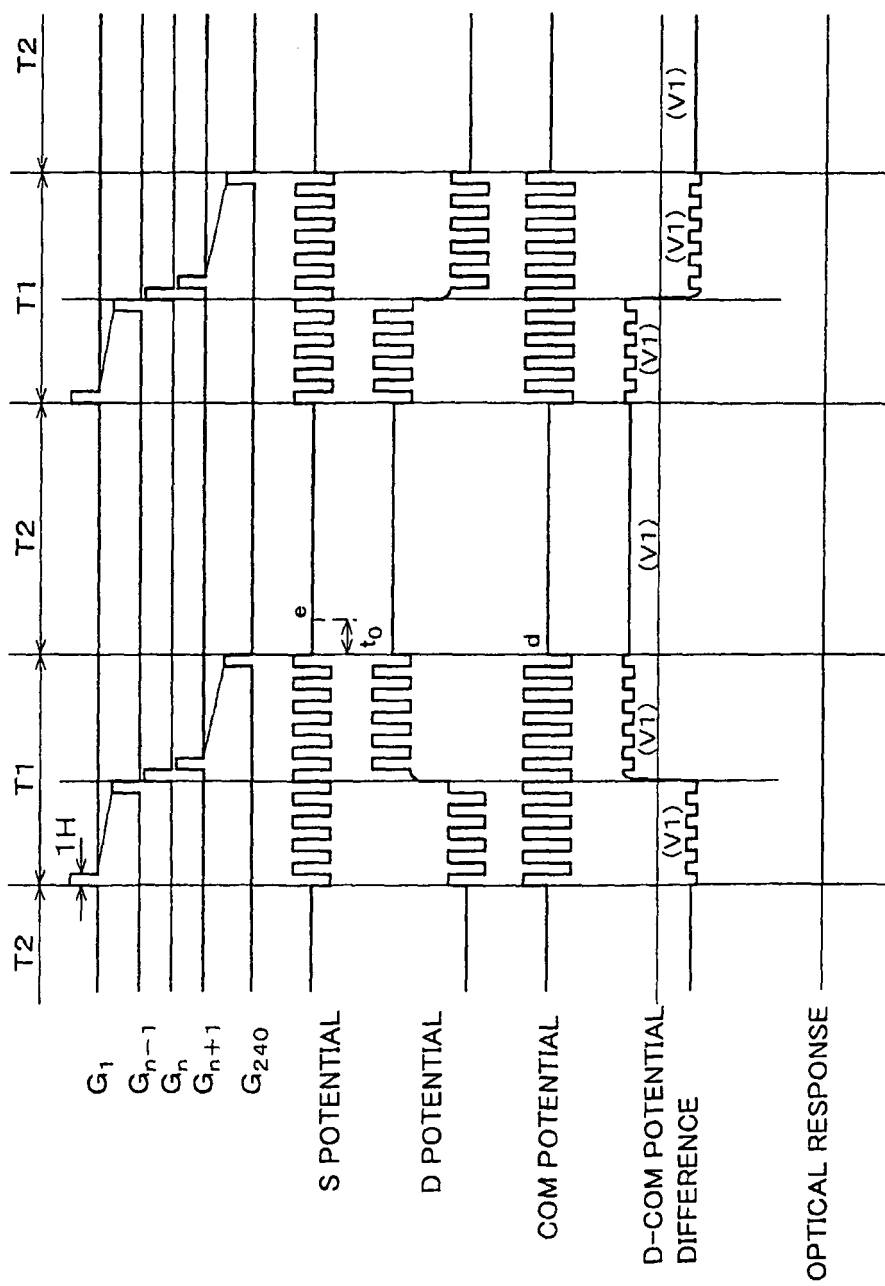 T2
T1
T2
T1
T2
1H
G1
Gn-1
Gn
Gn+1
G240
S POTENTIAL
e
t0
D POTENTIAL
COM POTENTIAL
d
D-COM POTENTIAL
DIFFERENCE
(V1)
(V1)
(V1)
(V1)
(V1)
(V1)
OPTICAL RESPONSE